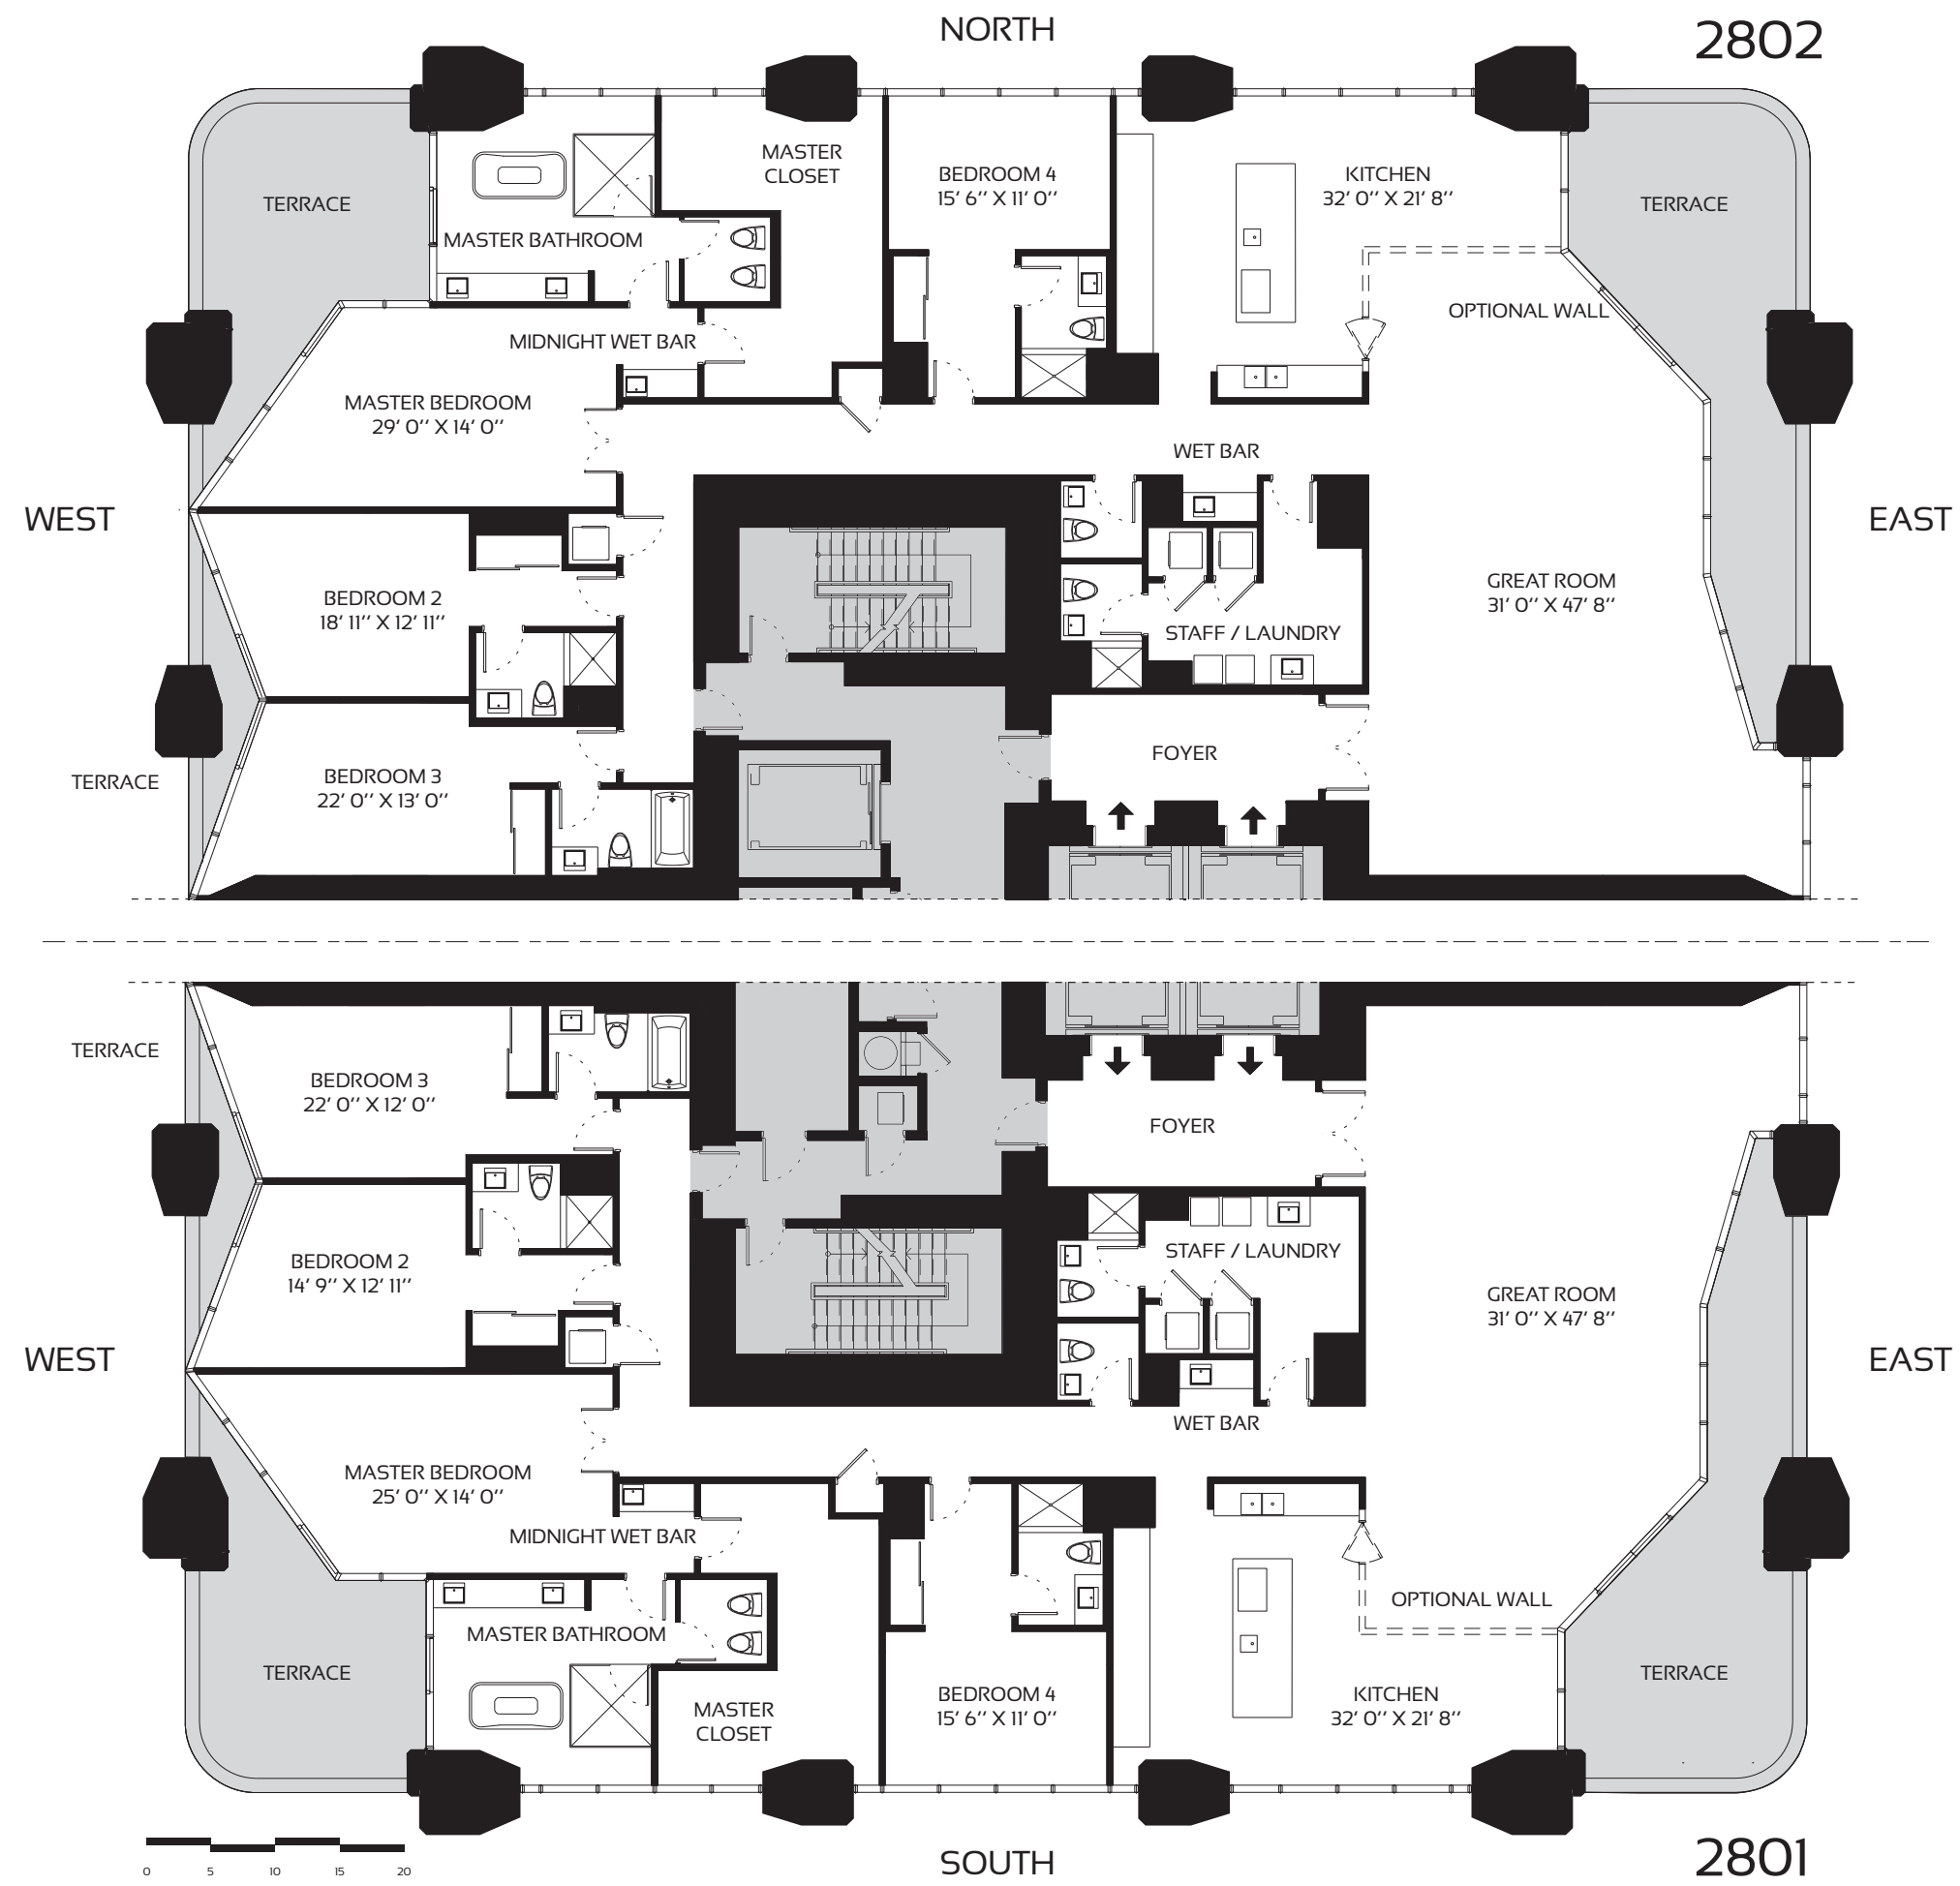 NORTH
2802
MASTER
CLOSET
BEDROOM 4
15' 6'' X 11' 0''
KITCHEN
32' 0'' X 21' 8''
TERRACE
TERRACE
MASTER BATHROOM
OPTIONAL WALL
MIDNIGHT WET BAR
MASTER BEDROOM
29' 0'' X 14' 0''
WET BAR
WEST
EAST
BEDROOM 2
18' 11'' X 12' 11''
GREAT ROOM
31' 0'' X 47' 8''
STAFF / LAUNDRY
FOYER
TERRACE
BEDROOM 3
22' 0'' X 13' 0''
TERRACE
BEDROOM 3
22' 0'' X 12' 0''
FOYER
STAFF / LAUNDRY
BEDROOM 2
14' 9'' X 12' 11''
GREAT ROOM
31' 0'' X 47' 8''
WEST
EAST
WET BAR
MASTER BEDROOM
25' 0'' X 14' 0''
MIDNIGHT WET BAR
OPTIONAL WALL
MASTER BATHROOM
TERRACE
TERRACE
MASTER
CLOSET
BEDROOM 4
15' 6'' X 11' 0''
KITCHEN
32' 0'' X 21' 8''
0 5 10 15 20
SOUTH
2801